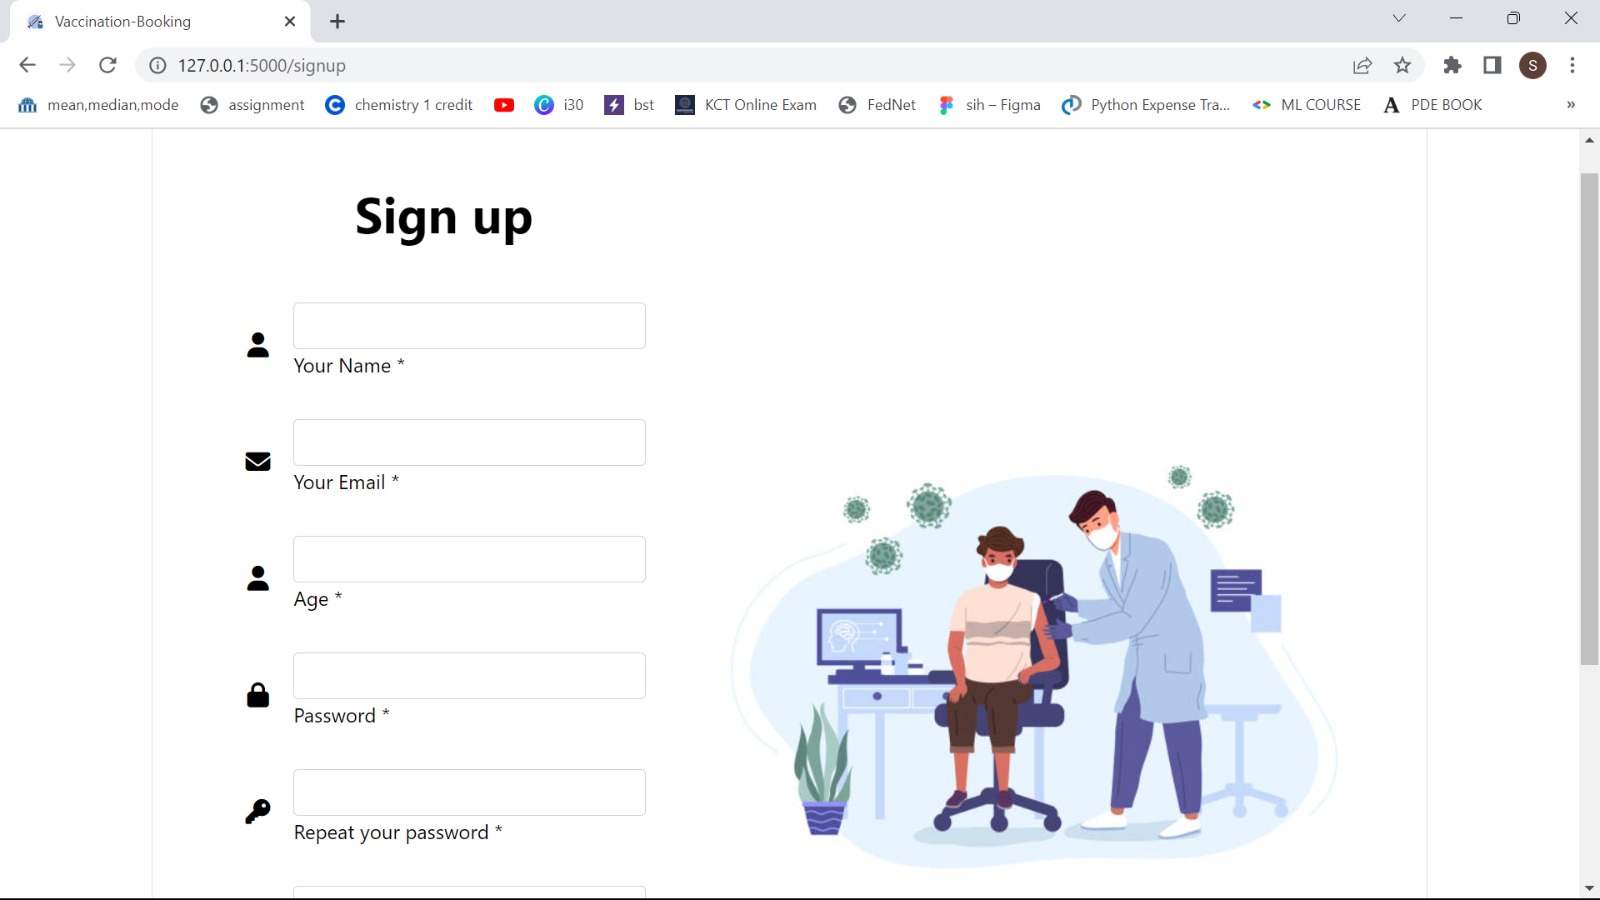 Vaccination-Booking
127.0.0.1:5000/signup
S
mean,median,mode assignment chemistry 1 credit i30 bst KCT Online Exam FedNet sih – Figma Python Expense Tra... ML COURSE PDE BOOK »
Sign up
Your Name *
Your Email *
Age *
Password *
Repeat your password *